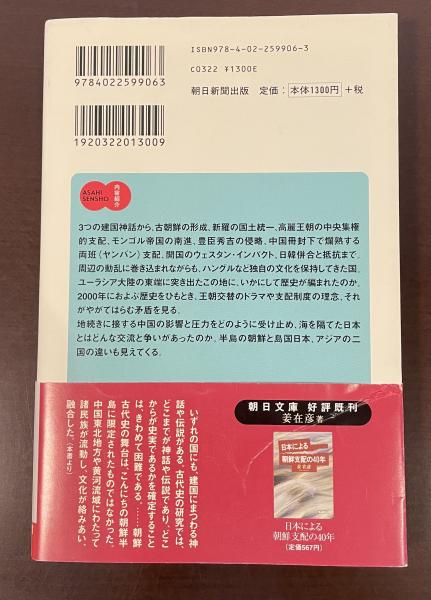 ISBN978-4-02-259906-3
C0322 ¥1300E
朝日新聞出版 定価：本体1300円+税
9784022599063
1920322013009
ASAHI
SENSHO
内容紹介
3つの建国神話から、古朝鮮の形成、新羅の国土統一、高麗王朝の中央集権
的支配、モンゴル帝国の南進、豊臣秀吉の侵略、中国冊封下で爛熟する
両班（ヤンバン）支配、開国のウェスタン・インパクト、日韓併合と抵抗まで。
周辺の動乱に巻き込まれながらも、ハングルなど独自の文化を保持してきた国。
ユーラシア大陸の東端に突き出たこの地に、いかにして歴史が編まれたのか。
2000年におよぶ歴史をひもとき、王朝交替のドラマや支配制度の理念、それ
がやがてはらむ矛盾を見る。
地続きに接する中国の影響と圧力をどのように受け止め、海を隔てた日本
とはどんな交流と争いがあったのか。半島の朝鮮と島国日本、アジアの二
国の違いも見えてくる。
朝日文庫 好評既刊
姜在彦著
日本による
朝鮮支配の40年
姜在彦
日本による
朝鮮支配の40年
（定価567円）
いずれの国にも、建国にまつわる神
話や伝説がある。古代史の研究では、
どこまでが神話や伝説であり、どこ
からが史実であるかを確定すること
は、きわめて困難である。……朝鮮
古代史の舞台は、こんにちの朝鮮半
島に限定されたものではなかった。
中国東北地方や黄河流域にわたって
諸民族が流動し、文化が絡みあい、
融合した。（本書より）